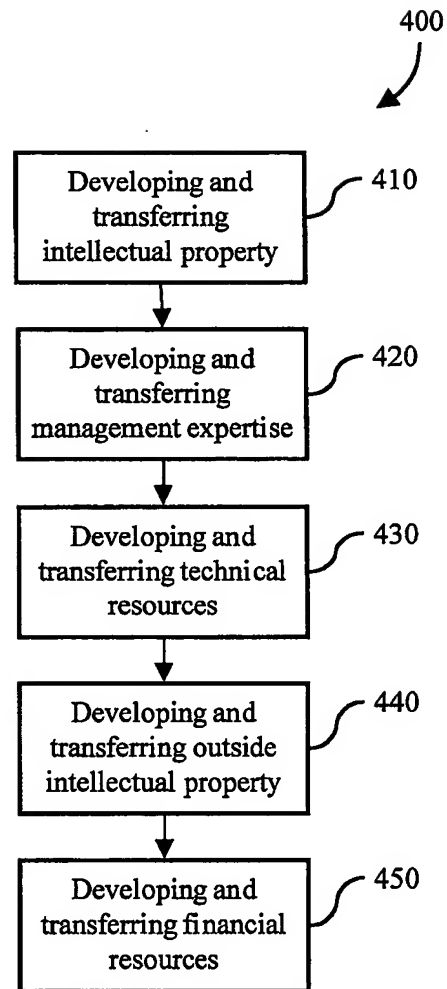 400
Developing and
transferring
intellectual property
410
Developing and
transferring
management expertise
420
Developing and
transferring technical
resources
430
Developing and
transferring outside
intellectual property
440
Developing and
transferring financial
resources
450